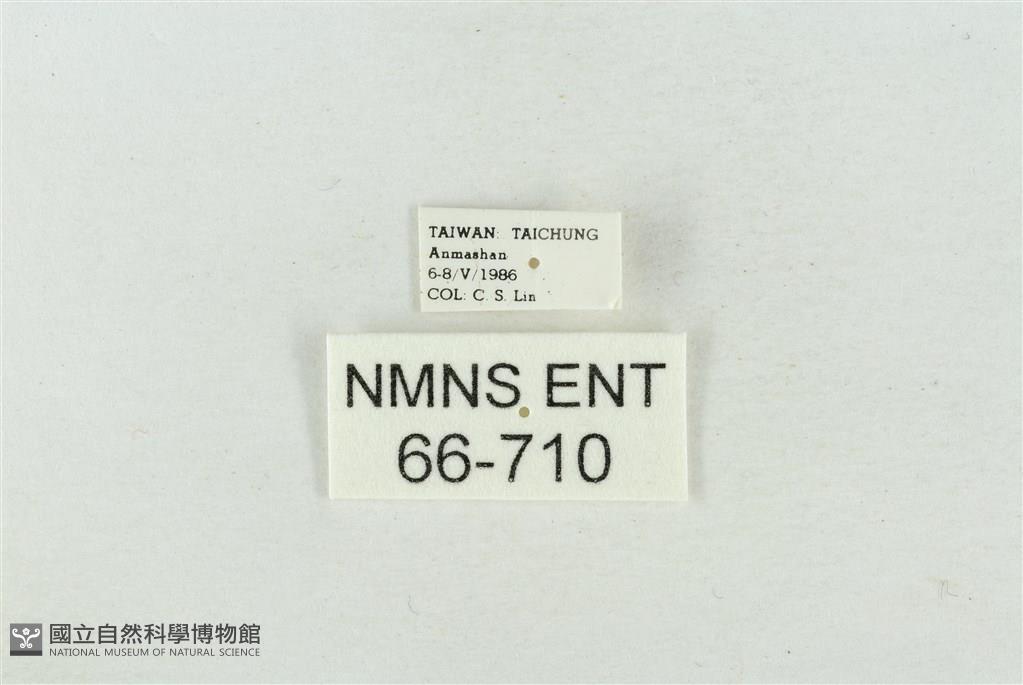 TAIWAN: TAICHUNG
Anmashan
6-8/V/1986
COL: C. S. Lin
NMNS ENT
66-710
國立自然科學博物館
NATIONAL MUSEUM OF NATURAL SCIENCE